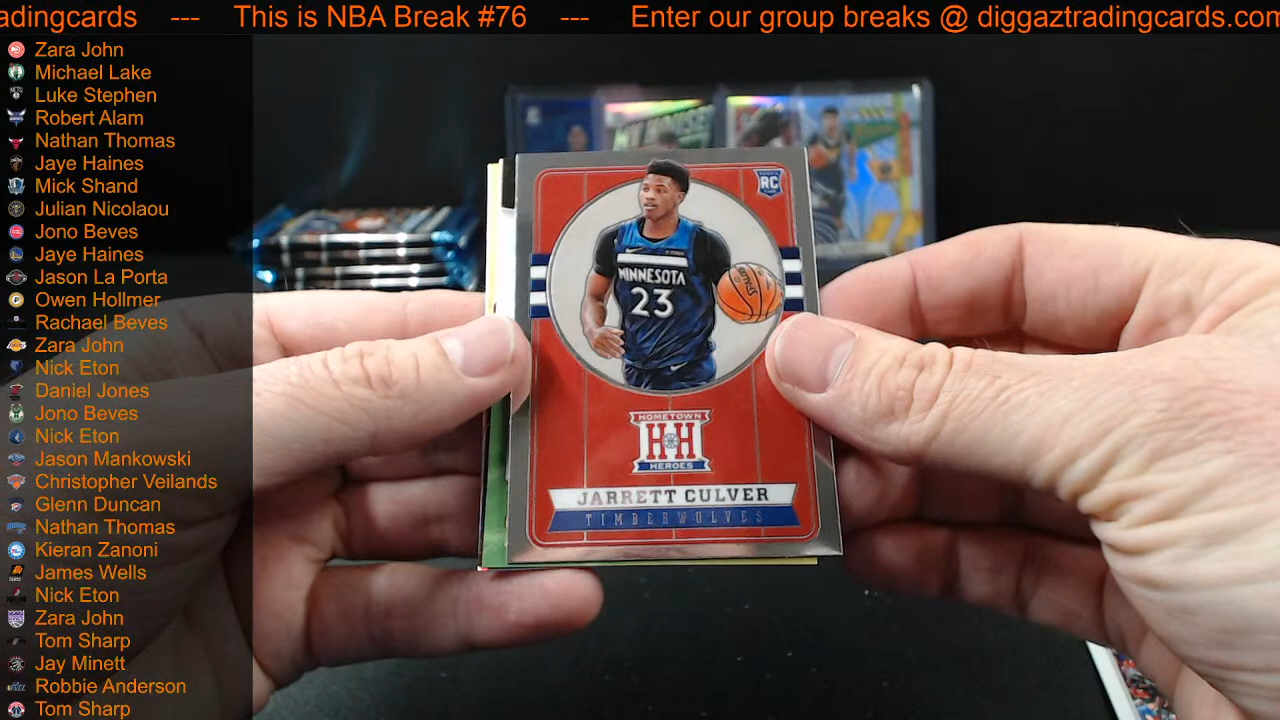 adingcards --- This is NBA Break #76 --- Enter our group breaks @ diggaztradingcards.com
Zara John
Michael Lake
Luke Stephen
Robert Alam
Nathan Thomas
Jaye Haines
Mick Shand
Julian Nicolaou
Jono Beves
Jaye Haines
Jason La Porta
Owen Hollmer
Rachael Beves
Zara John
Nick Eton
Daniel Jones
Jono Beves
Nick Eton
Jason Mankowski
Christopher Veilands
Glenn Duncan
Nathan Thomas
Kieran Zanoni
James Wells
Nick Eton
Zara John
Tom Sharp
Jay Minett
Robbie Anderson
Tom Sharp
MY HOUSE
RC
MINNESOTA
23
SPALDING
HOMETOWN
HH
HEROES
JARRETT CULVER
TIMBERWOLVES